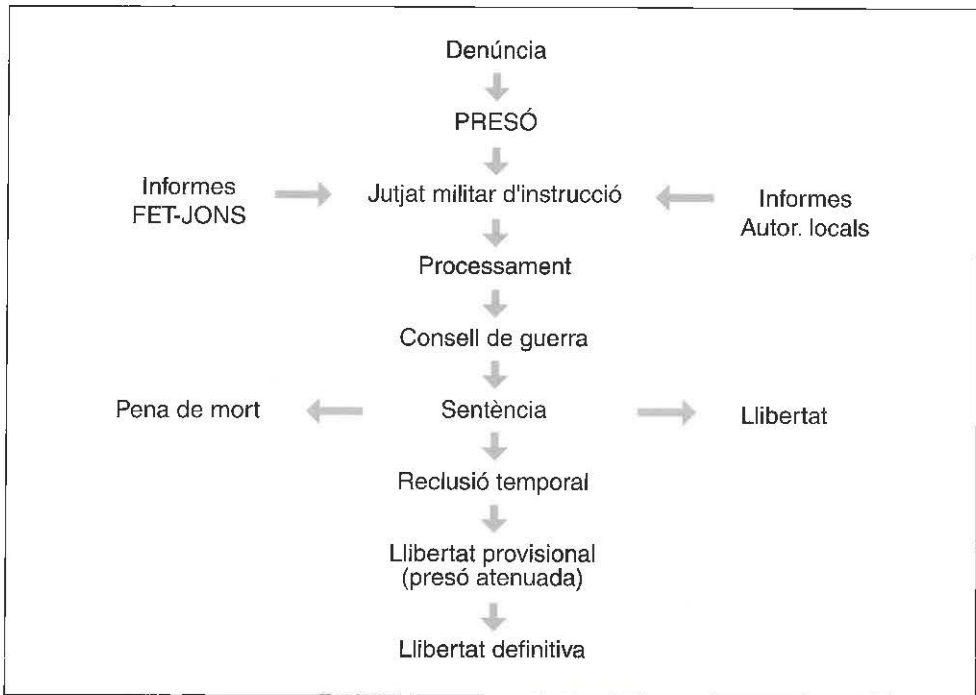 Denúncia
PRESÓ
Informes
FET-JONS
Jutjat militar d'instrucció
Informes
Autor. locals
Processament
Consell de guerra
Pena de mort
Sentència
Llibertat
Reclusió temporal
Llibertat provisional
(presó atenuada)
Llibertat definitiva